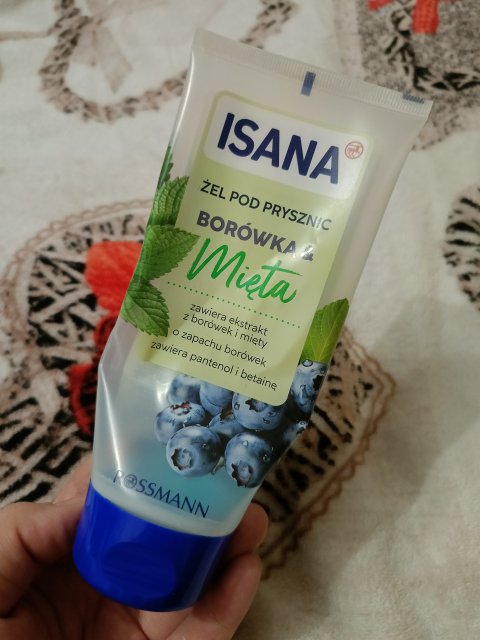 ISANA
ŻEL POD PRYSZNIC
BORÓWKA &
Mięta
zawiera ekstrakt
z borówek i mięty
o zapachu borówek
zawiera pantenol i betainę
ROSSMANN